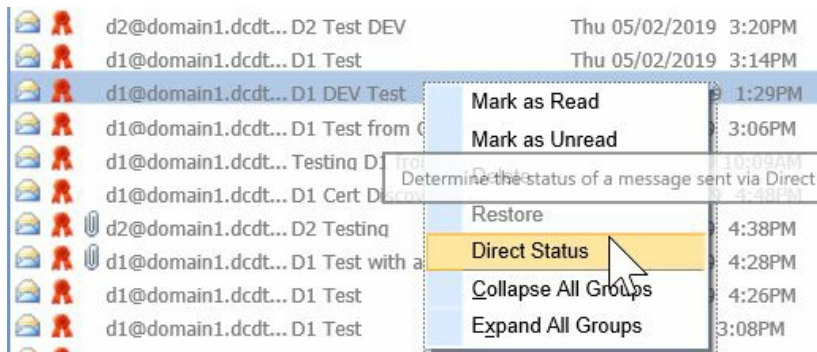 d2@domain1.dcdt... D2 Test DEV Thu 05/02/2019 3:20PM
d1@domain1.dcdt... D1 Test Thu 05/02/2019 3:14PM
d1@domain1.dcdt... D1 DEV Test 1:29PM
Mark as Read
d1@domain1.dcdt... D1 Test from 3:06PM
Mark as Unread
d1@domain1.dcdt... Testing D1 10:09AM
Determine the status of a message sent via Direct
d1@domain1.dcdt... D1 Cert 4:48PM
Restore
d2@domain1.dcdt... D2 Testing 4:38PM
Direct Status
d1@domain1.dcdt... D1 Test with a 4:28PM
Collapse All Groups
d1@domain1.dcdt... D1 Test 4:26PM
Expand All Groups
d1@domain1.dcdt... D1 Test 3:08PM